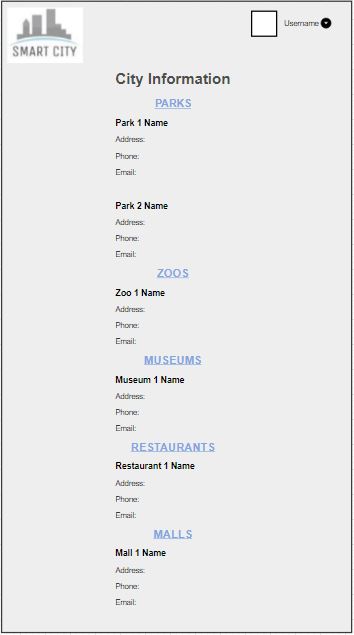 SMART CITY
Username
City Information
PARKS
Park 1 Name
Address:
Phone:
Email:
Park 2 Name
Address:
Phone:
Email:
ZOOS
Zoo 1 Name
Address:
Phone:
Email:
MUSEUMS
Museum 1 Name
Address:
Phone:
Email:
RESTAURANTS
Restaurant 1 Name
Address:
Phone:
Email:
MALLS
Mall 1 Name
Address:
Phone:
Email: